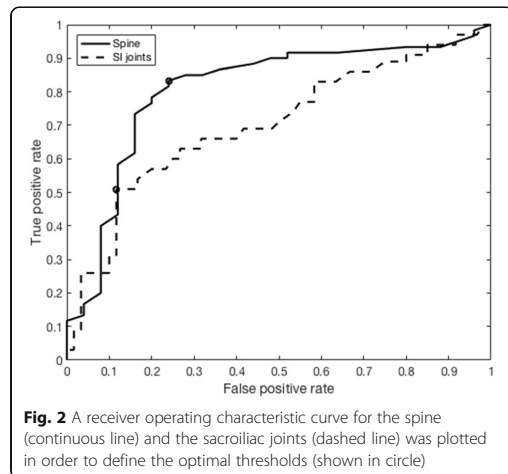 Spine
SI joints
True positive rate
1
0.9
0.8
0.7
0.6
0.5
0.4
0.3
0.2
0.1
0
0 0.1 0.2 0.3 0.4 0.5 0.6 0.7 0.8 0.9 1
False positive rate
Fig. 2 A receiver operating characteristic curve for the spine
(continuous line) and the sacroiliac joints (dashed line) was plotted
in order to define the optimal thresholds (shown in circle)